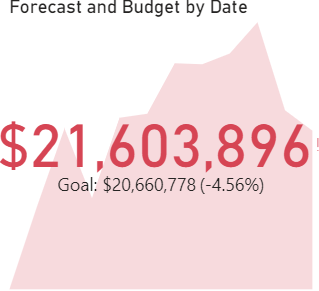 Forecast and Budget by Date
$21,603,896!
Goal: $20,660,778 (-4.56%)